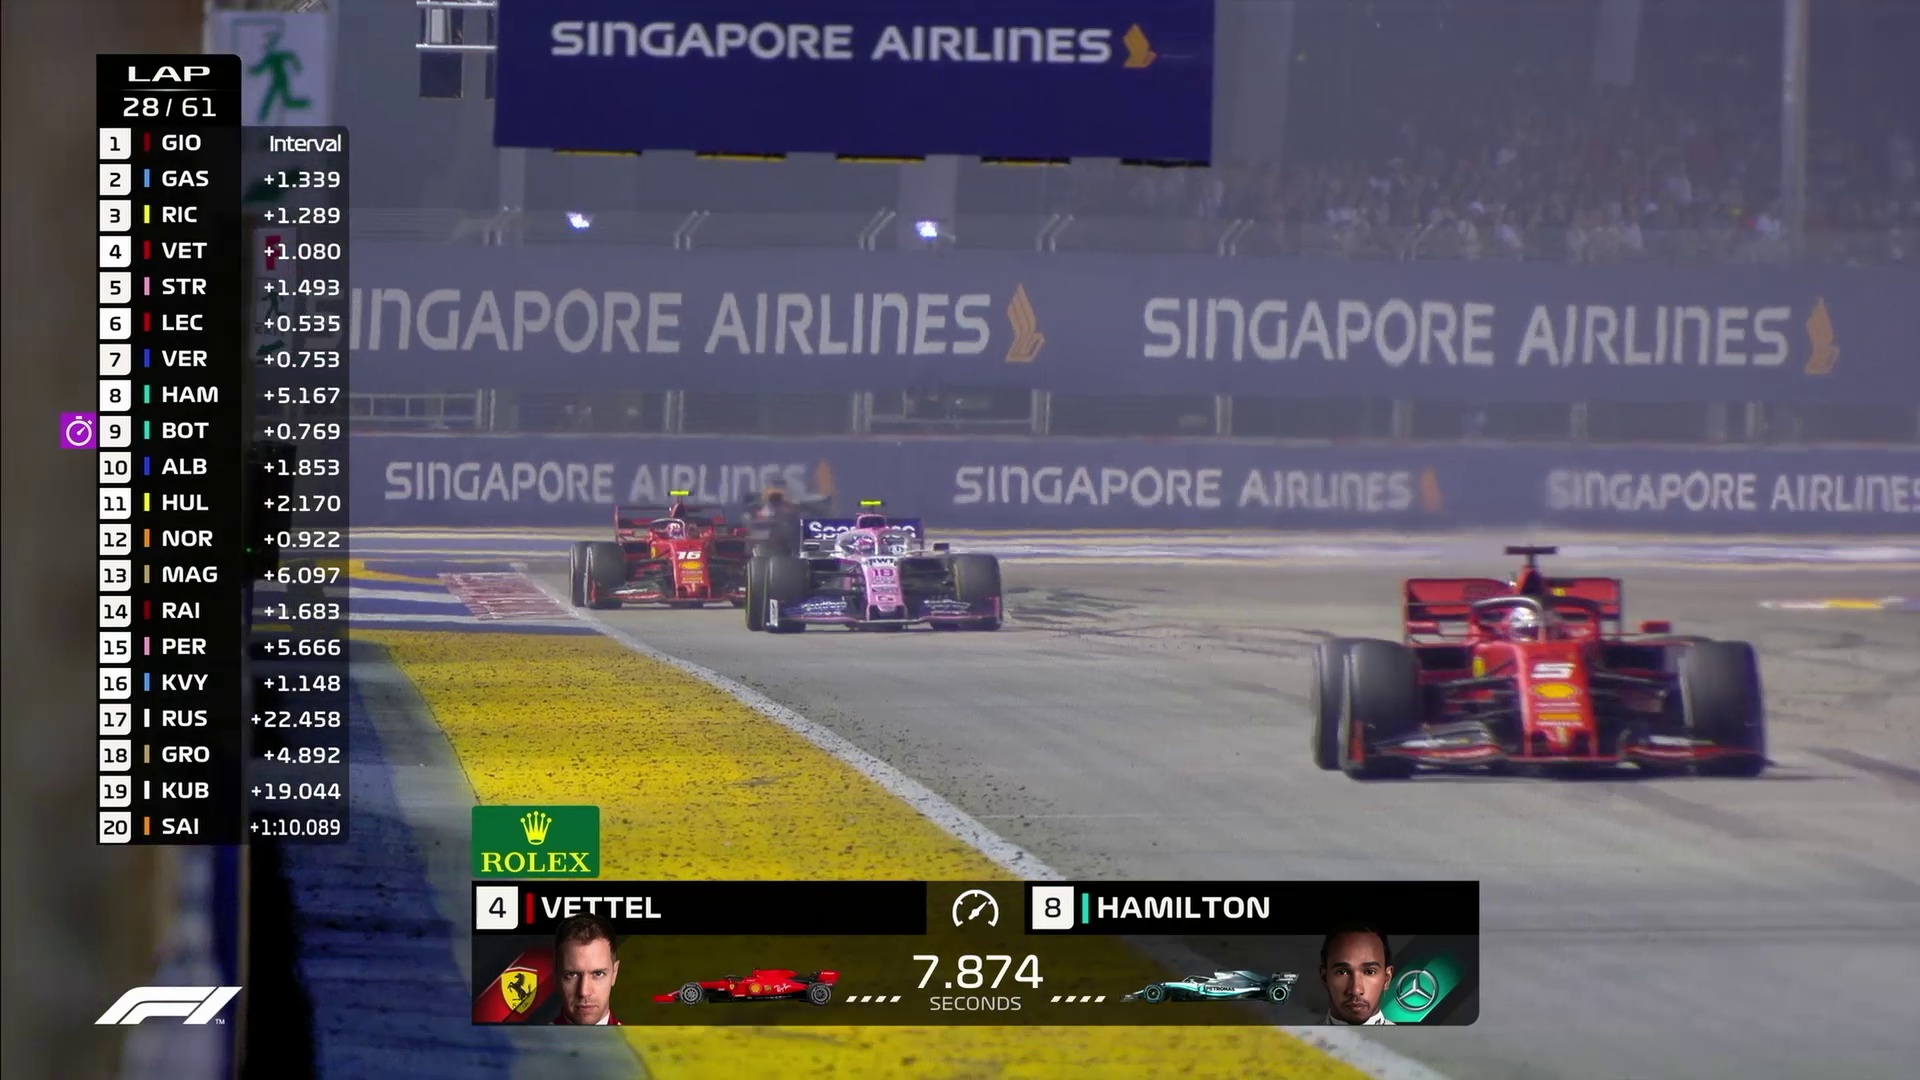 SINGAPORE AIRLINES
LAP
28/61
1 GIO Interval
2 GAS +1.339
3 RIC +1.289
4 VET +1.080
5 STR +1.493
6 LEC +0.535
7 VER +0.753
8 HAM +5.167
9 BOT +0.769
10 ALB +1.853
11 HUL +2.170
12 NOR +0.922
13 MAG +6.097
14 RAI +1.683
15 PER +5.666
16 KVY +1.148
17 RUS +22.458
18 GRO +4.892
19 KUB +19.044
20 SAI +1:10.089
SINGAPORE AIRLINES SINGAPORE AIRLINES
SINGAPORE AIRLINES SINGAPORE AIRLINES SINGAPORE AIRLINES
16
18
5
ROLEX
4 VETTEL 8 HAMILTON
7.874
SECONDS
F1
TM